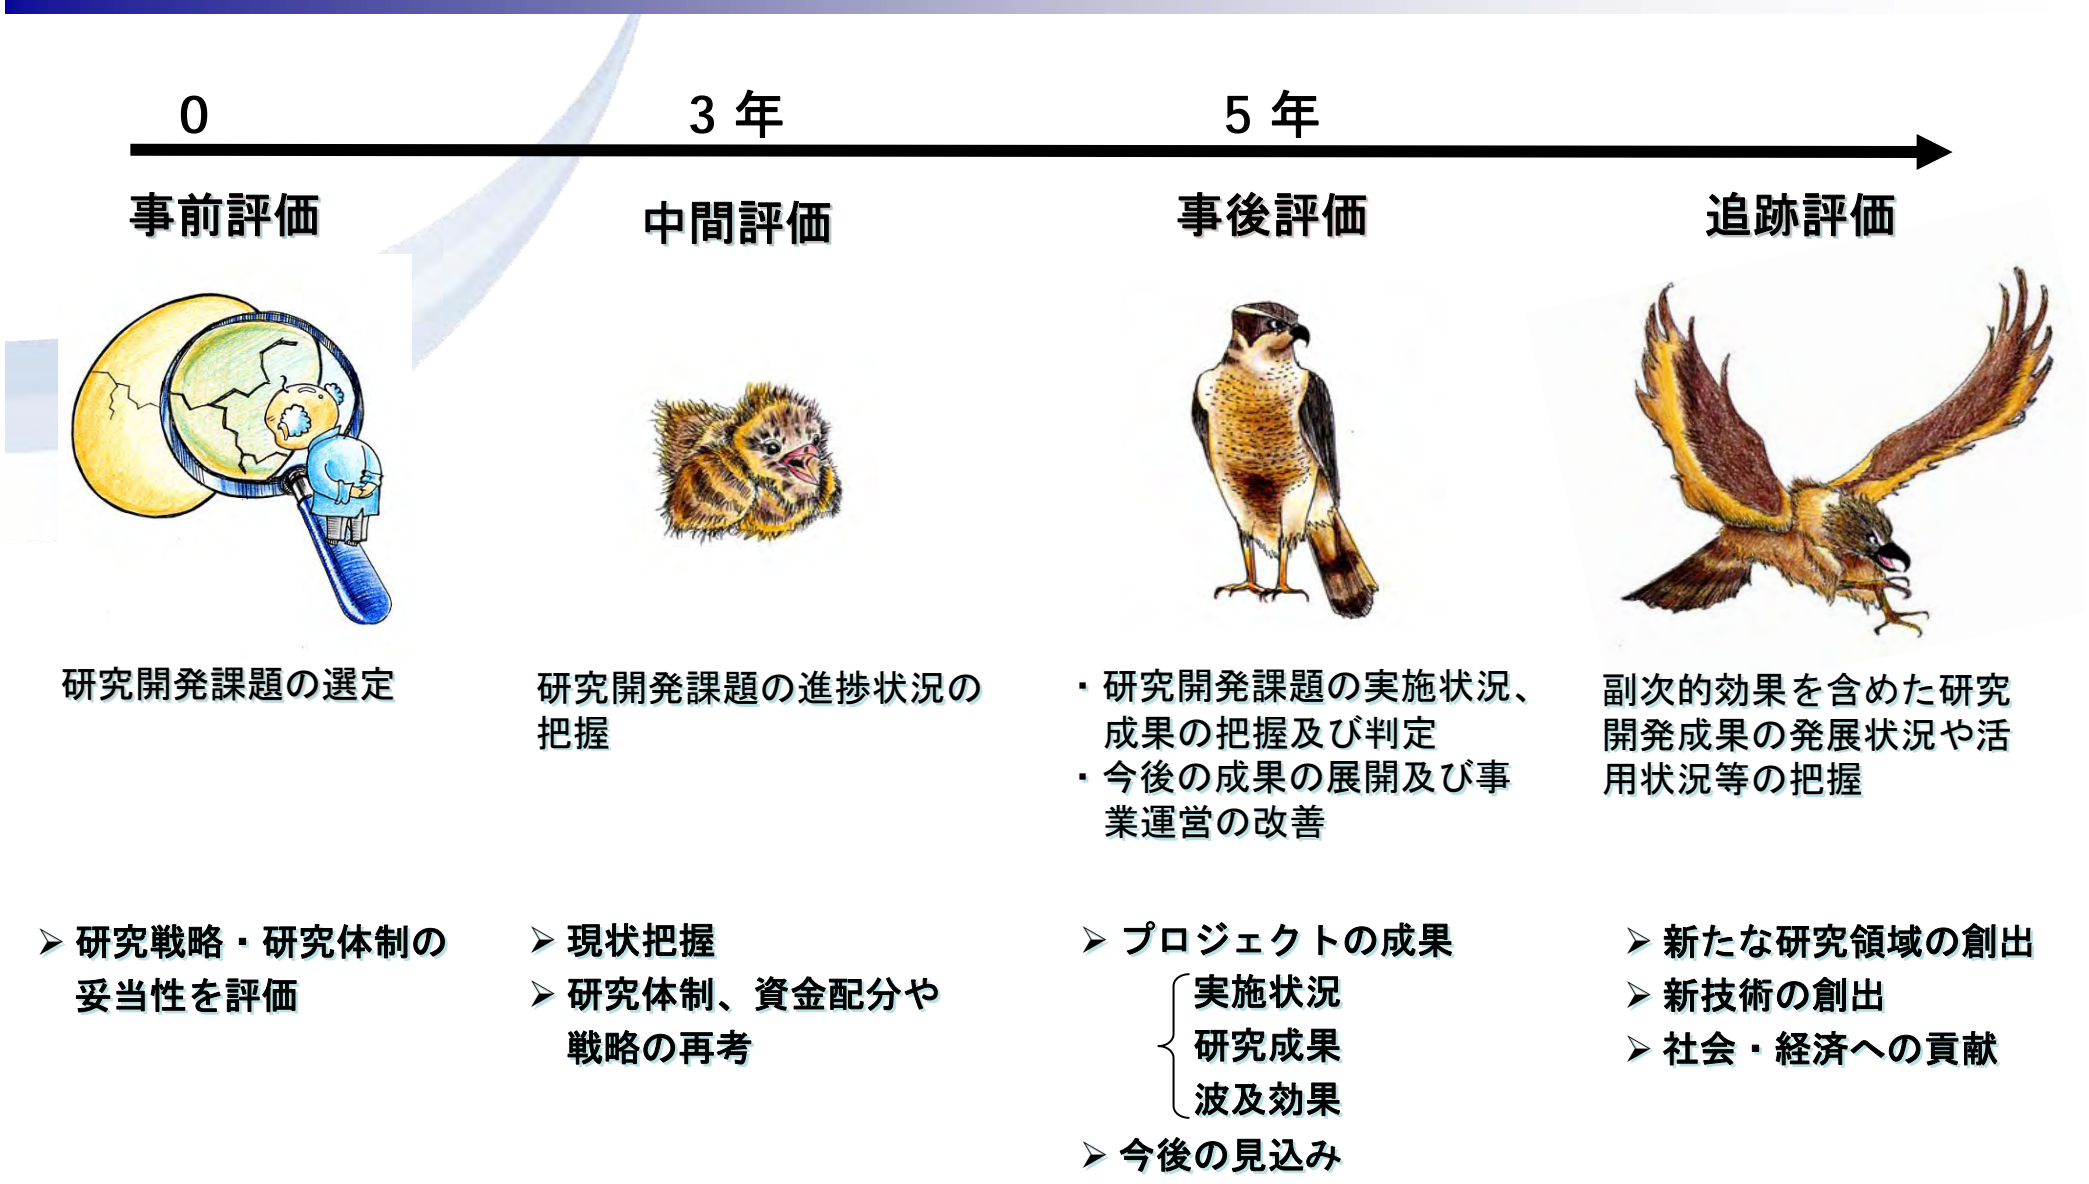 0
3 年
5 年
事前評価
中間評価
事後評価
追跡評価
研究開発課題の選定
研究開発課題の進捗状況の
把握
・研究開発課題の実施状況、
成果の把握及び判定
・今後の成果の展開及び事
業運営の改善
副次的効果を含めた研究
開発成果の発展状況や活
用状況等の把握
➢ 研究戦略・研究体制の
妥当性を評価
➢ 現状把握
➢ 研究体制、資金配分や
戦略の再考
➢ プロジェクトの成果
実施状況
研究成果
波及効果
➢ 今後の見込み
➢ 新たな研究領域の創出
➢ 新技術の創出
➢ 社会・経済への貢献